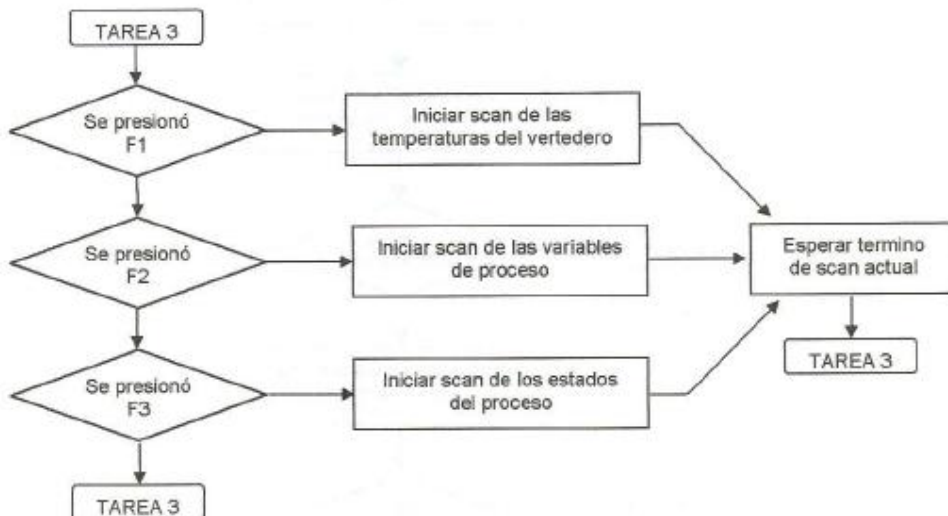 TAREA 3
Se presionó
F1
Iniciar scan de las
temperaturas del vertedero
Se presionó
F2
Iniciar scan de las variables
de proceso
Esperar termino
de scan actual
TAREA 3
Se presionó
F3
Iniciar scan de los estados
del proceso
TAREA 3